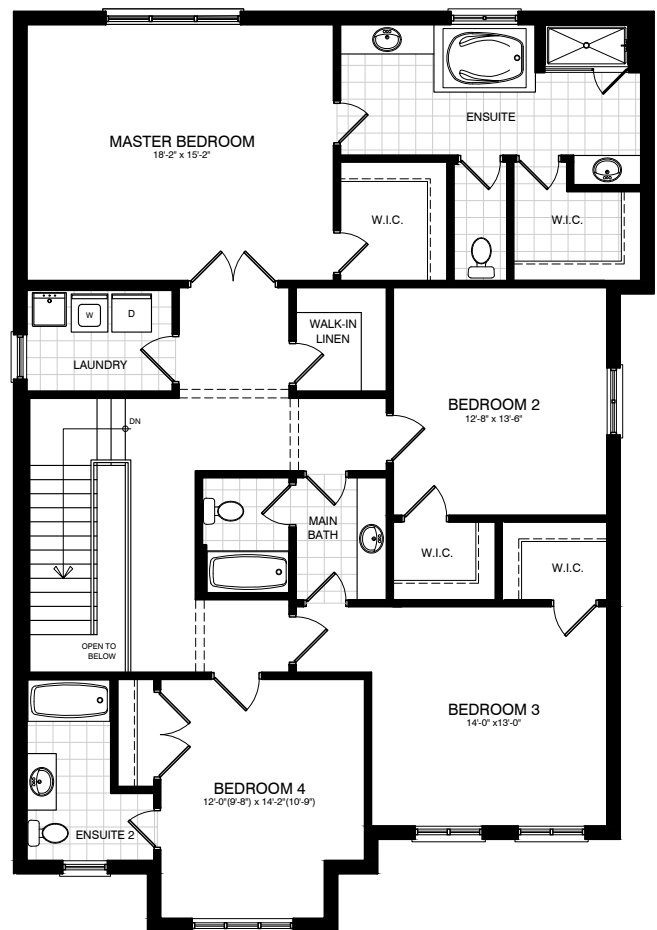 ENSUITE
MASTER BEDROOM
18'-2" x 15'-2"
W.I.C.
W.I.C.
W
D
LAUNDRY
WALK-IN
LINEN
BEDROOM 2
12'-8" x 13'-6"
DN
MAIN
BATH
W.I.C.
W.I.C.
OPEN TO
BELOW
BEDROOM 3
14'-0" x13'-0"
BEDROOM 4
12'-0"(9'-8") x 14'-2"(10'-9")
ENSUITE 2